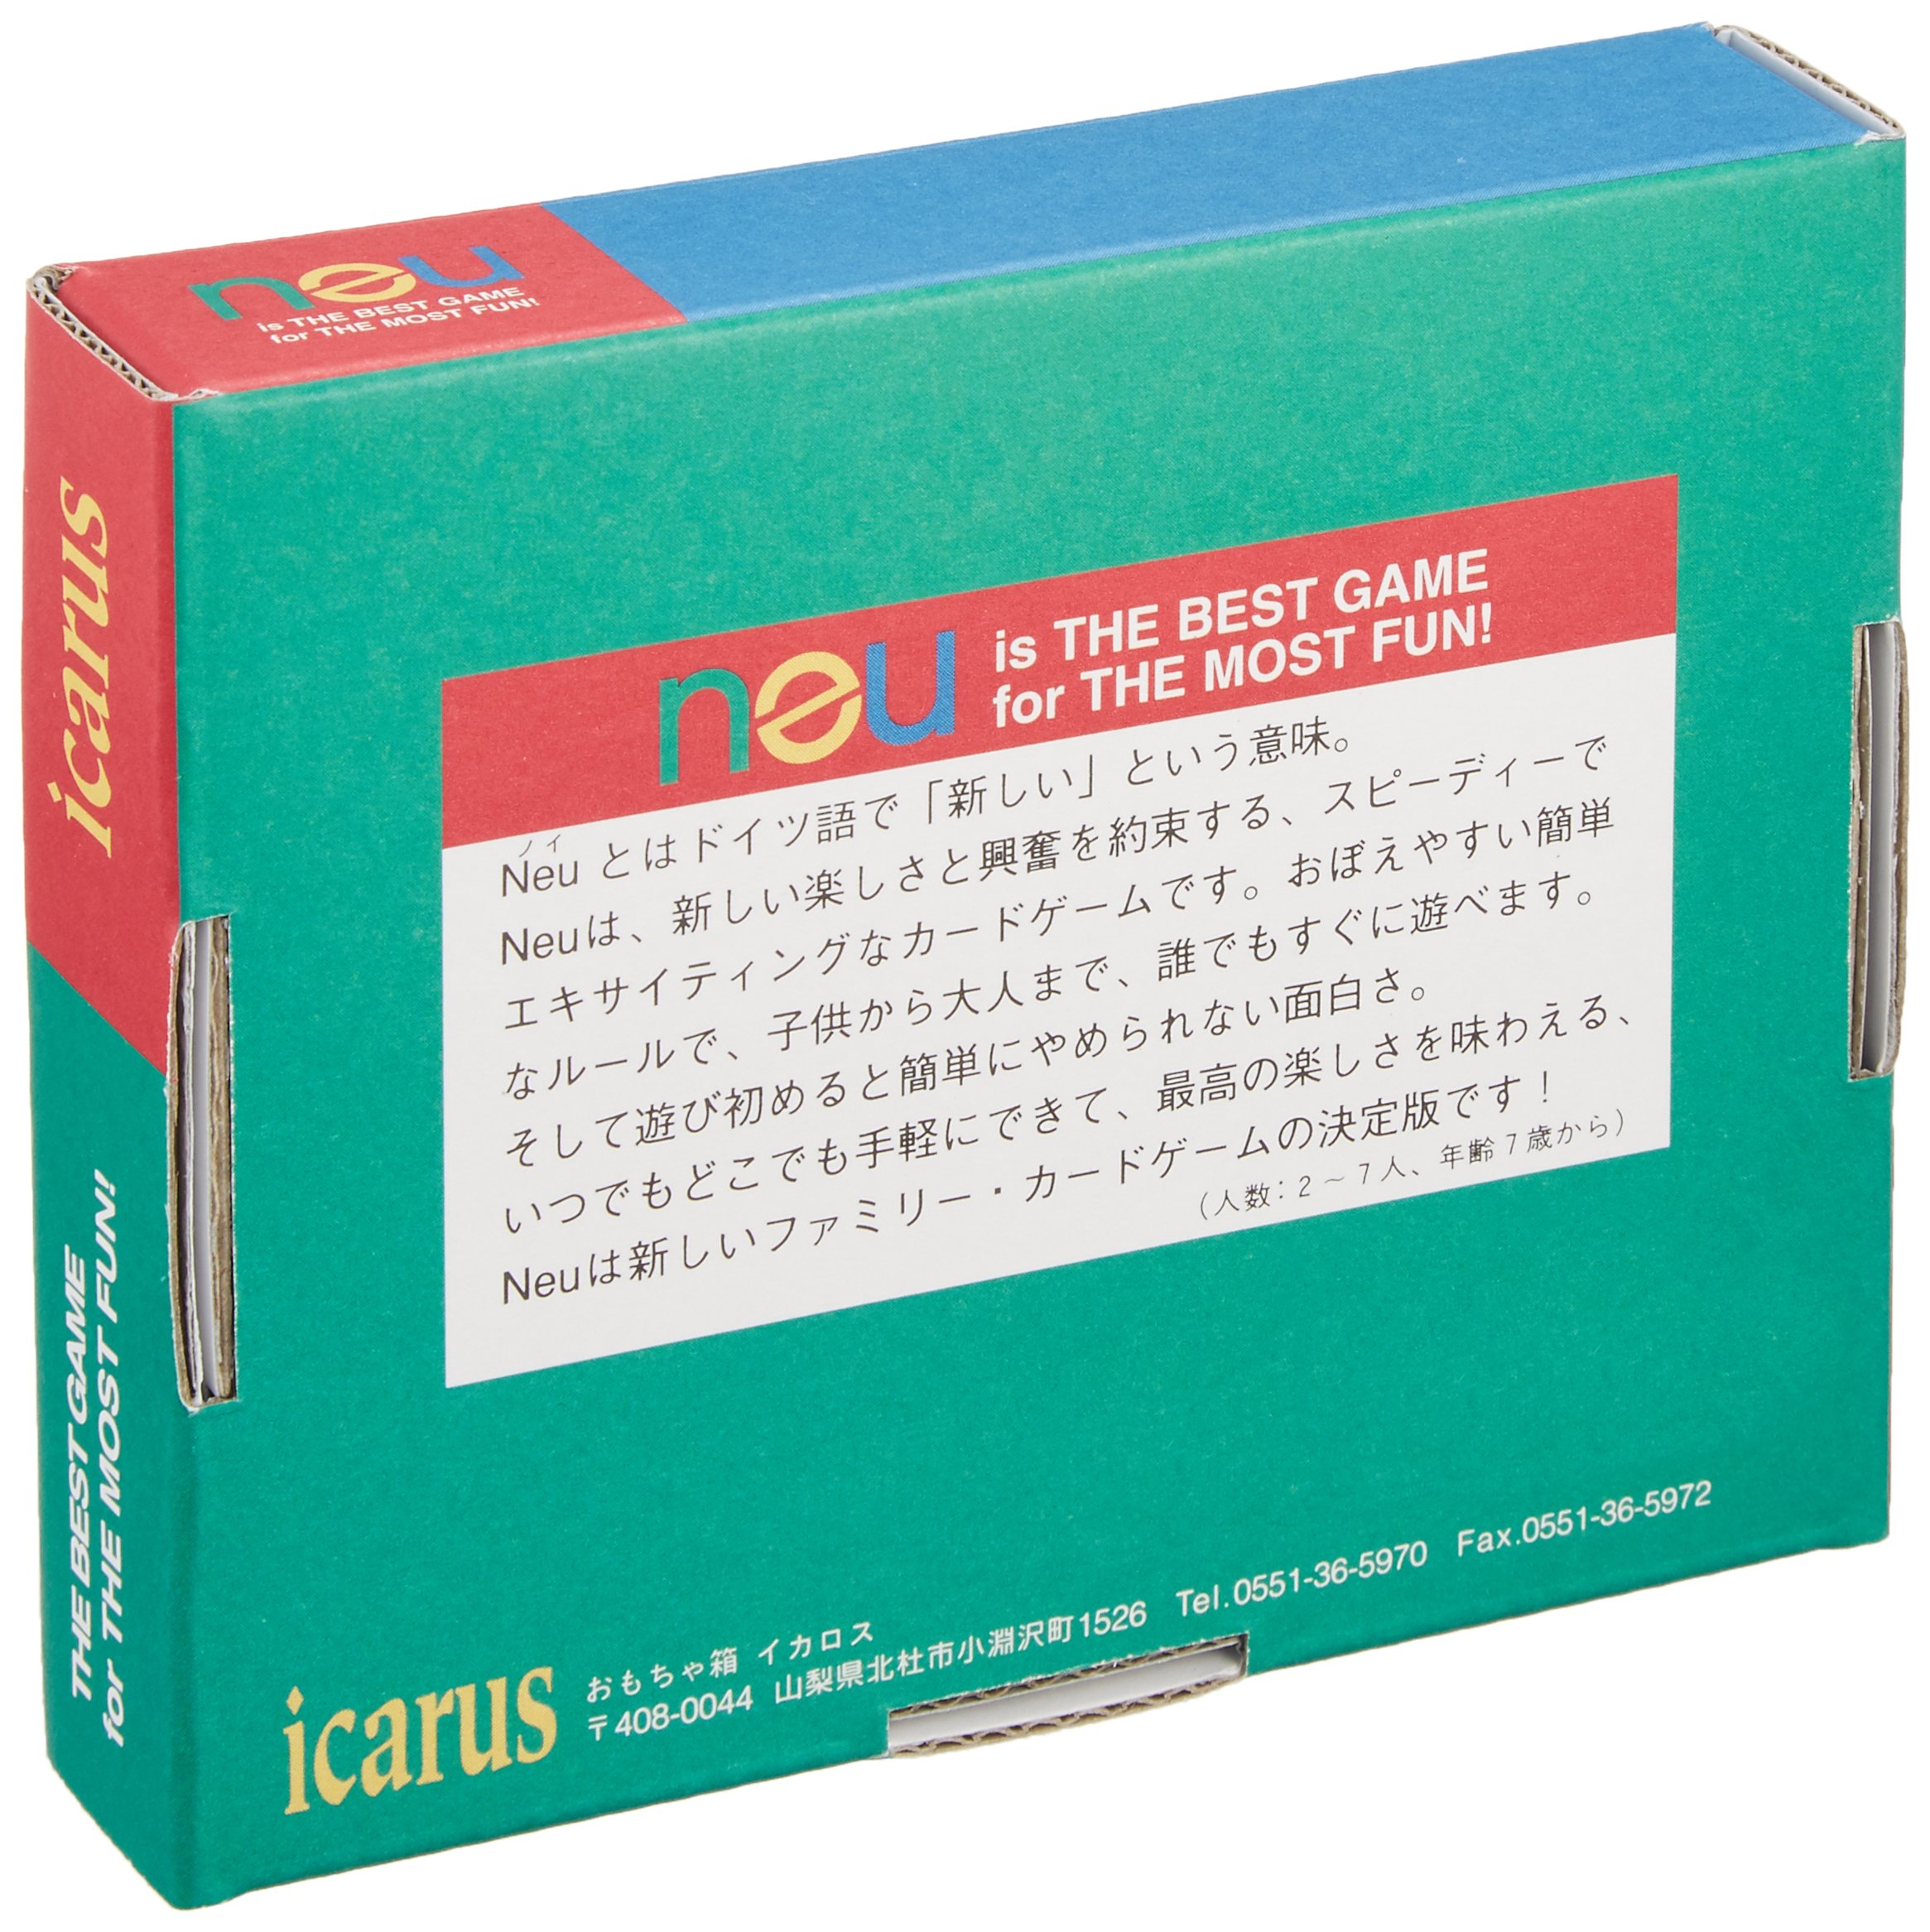 neu
is THE BEST GAME
for THE MOST FUN!
icarus
THE BEST GAME
for THE MOST FUN!
neu
is THE BEST GAME
for THE MOST FUN!
ノイ
Neu とはドイツ語で「新しい」という意味。
Neuは、新しい楽しさと興奮を約束する、スピーディーで
エキサイティングなカードゲームです。おぼえやすい簡単
なルールで、子供から大人まで、誰でもすぐに遊べます。
そして遊び初めると簡単にやめられない面白さ。
いつでもどこでも手軽にできて、最高の楽しさを味わえる、
Neuは新しいファミリー・カードゲームの決定版です！
（人数：2～7人、年齢7歳から）
icarus
おもちゃ箱 イカロス
〒408-0044 山梨県北杜市小淵沢町1526 Tel.0551-36-5970 Fax.0551-36-5972